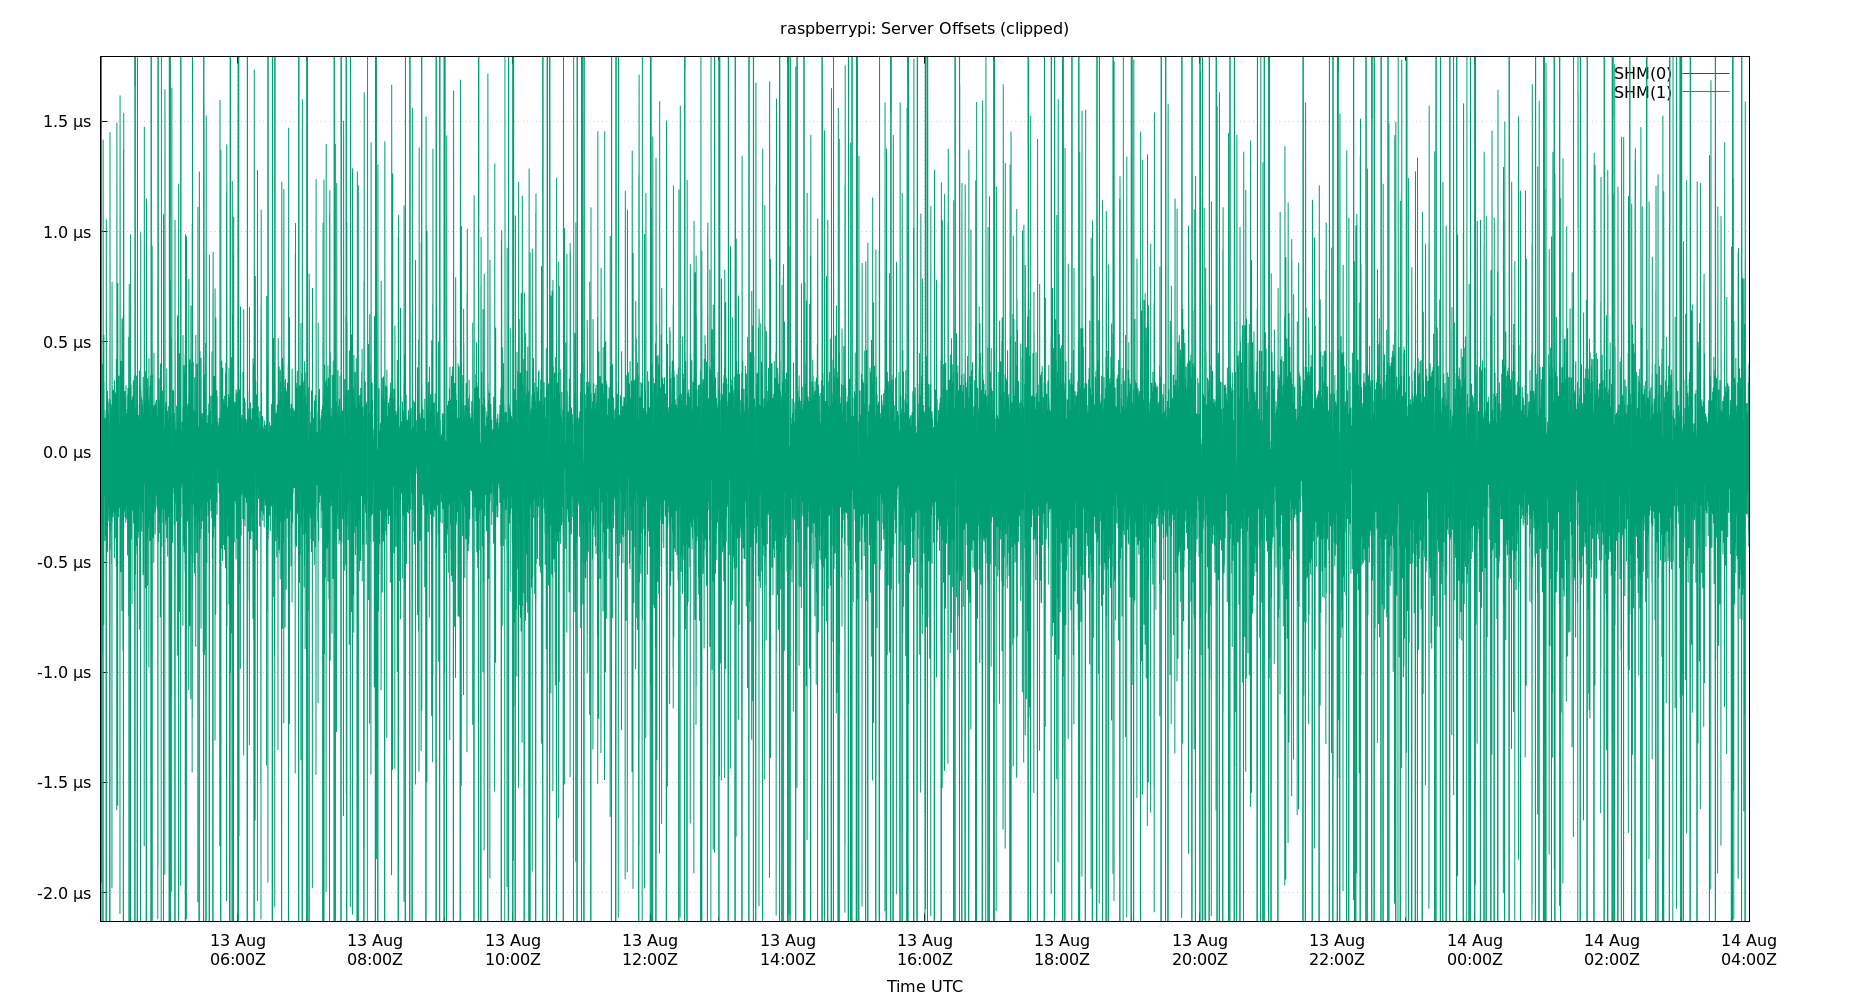 raspberrypi: Server Offsets (clipped)
SHM(0)
SHM(1)
1.5 µs
1.0 µs
0.5 µs
0.0 µs
-0.5 µs
-1.0 µs
-1.5 µs
-2.0 µs
13 Aug 13 Aug 13 Aug 13 Aug 13 Aug 13 Aug 13 Aug 13 Aug 13 Aug 14 Aug 14 Aug 14 Aug
06:00Z 08:00Z 10:00Z 12:00Z 14:00Z 16:00Z 18:00Z 20:00Z 22:00Z 00:00Z 02:00Z 04:00Z
Time UTC